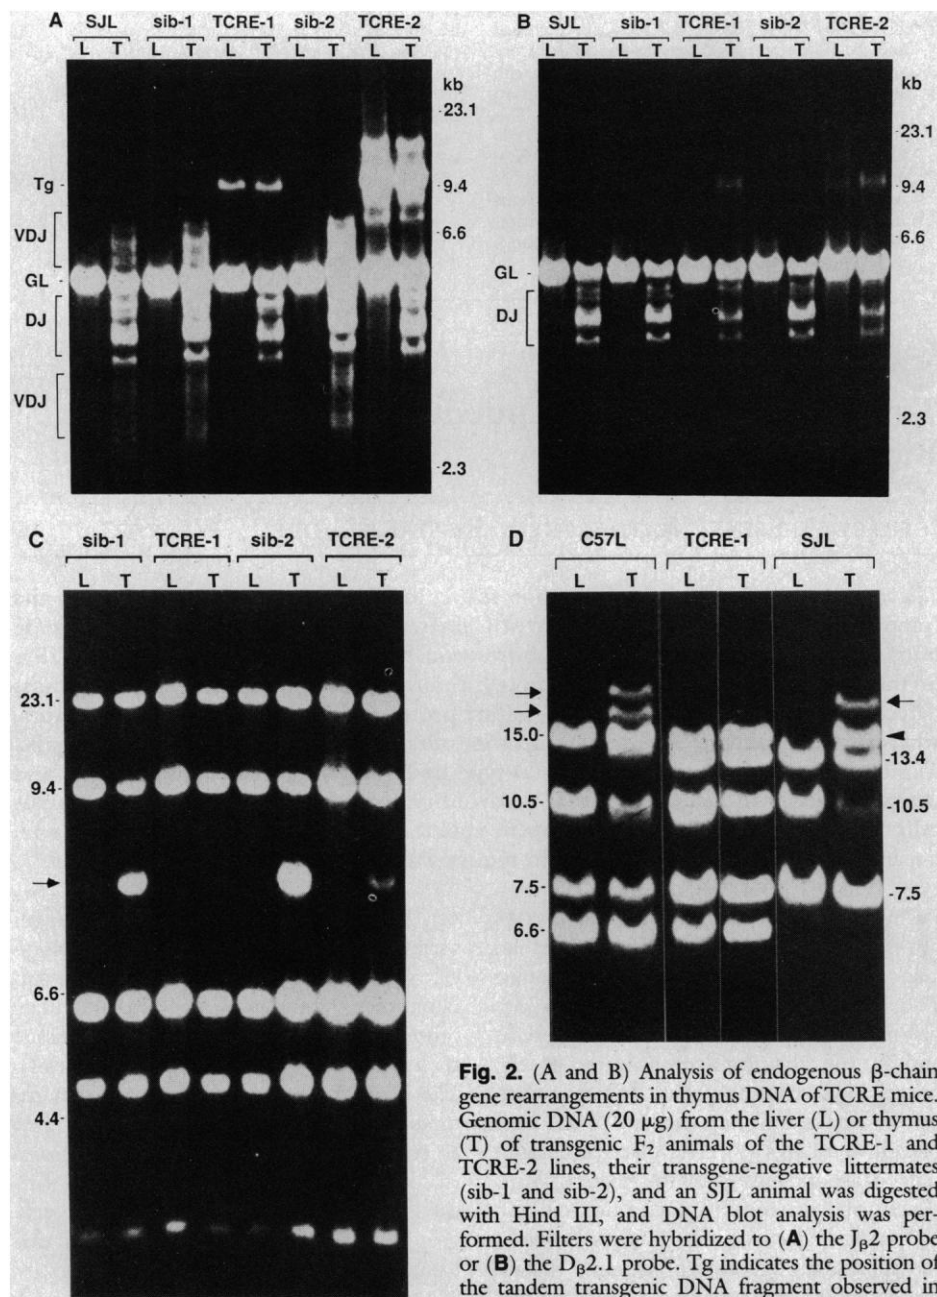 A SJL sib-1 TCRE-1 sib-2 TCRE-2
L T L T L T L T L T
kb
-23.1
Tg - -9.4
VDJ -6.6
GL-
DJ
VDJ
-2.3
B SJL sib-1 TCRE-1 sib-2 TCRE-2
L T L T L T L T L T
kb
-23.1
-9.4
-6.6
GL-
DJ
-2.3
C sib-1 TCRE-1 sib-2 TCRE-2
L T L T L T L T
23.1-
9.4-
6.6-
4.4-
D C57L TCRE-1 SJL
L T L T L T
15.0-
-13.4
10.5- -10.5
7.5- -7.5
6.6-
Fig. 2. (A and B) Analysis of endogenous β-chain
gene rearrangements in thymus DNA of TCRE mice.
Genomic DNA (20 μg) from the liver (L) or thymus
(T) of transgenic F₂ animals of the TCRE-1 and
TCRE-2 lines, their transgene-negative littermates
(sib-1 and sib-2), and an SJL animal was digested
with Hind III, and DNA blot analysis was per-
formed. Filters were hybridized to (A) the Jβ2 probe
or (B) the Dβ2.1 probe. Tg indicates the position of
the tandem transgenic DNA fragment observed in